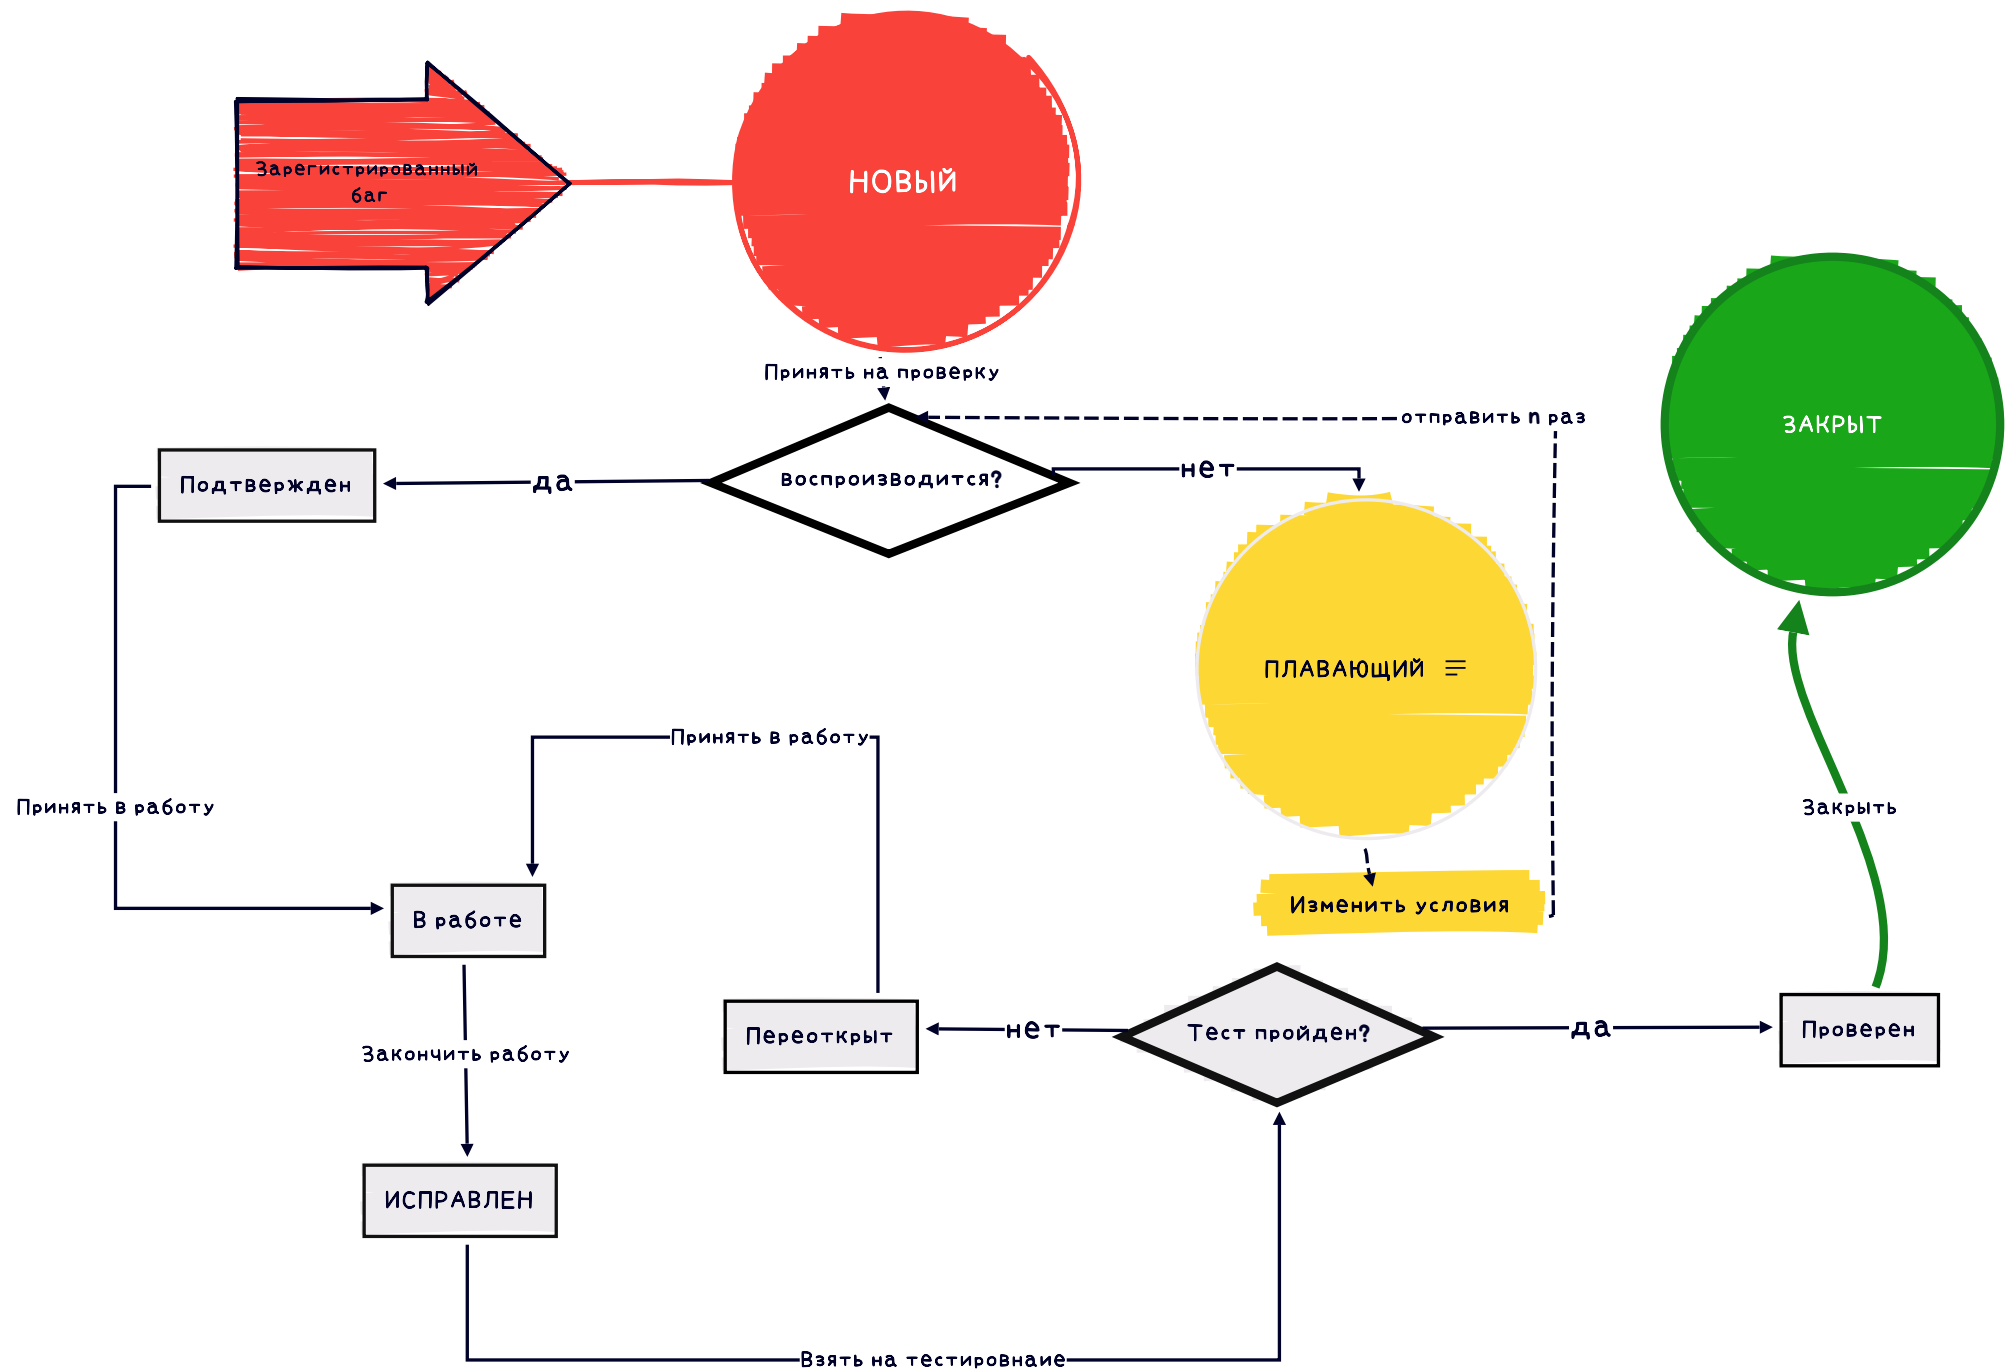 Зарегистрированный
баг
НОВЫЙ
Принять на проверку
отправить n раз
ЗАКРЫТ
Подтвержден
да
воспроизводится?
нет
ПЛАВАЮЩИЙ
Принять в работу
Принять в работу
Закрыть
В работе
Изменить условия
Переоткрыт
нет
Тест пройден?
да
Проверен
Закончить работу
ИСПРАВЛЕН
Взять на тестировнаие